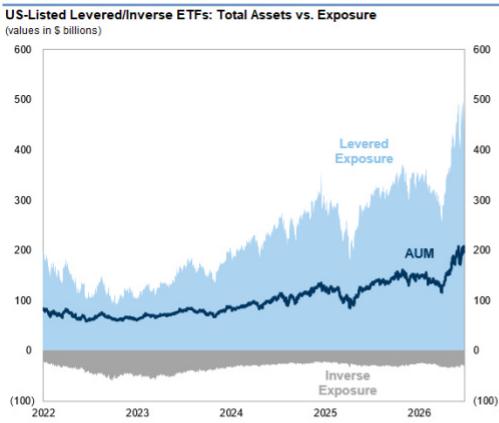 US-Listed Levered/Inverse ETFs: Total Assets vs. Exposure
(values in $ billions)
600 600
500 500
Levered
Exposure
400 400
300 300
AUM
200 200
100 100
0 0
Inverse
Exposure
(100) (100)
2022 2023 2024 2025 2026